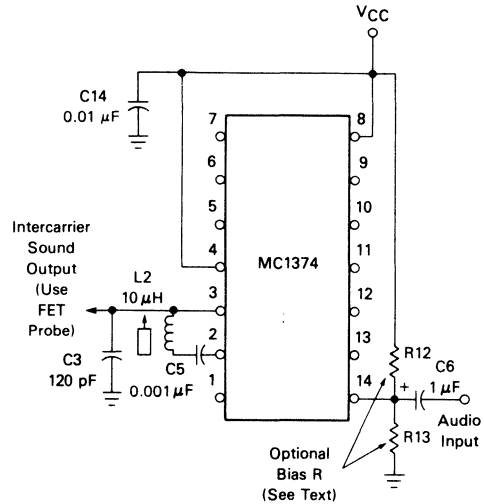 VCC
C14
0.01 µF
7
8
6
9
5
10
Intercarrier
Sound
Output
(Use
FET
Probe)
4
MC1374
11
L2
10 µH
3
12
C3
120 pF
C5
0.001 µF
2
13
1
14
R12
+
C6
1 µF
Audio
Input
R13
Optional
Bias R
(See Text)